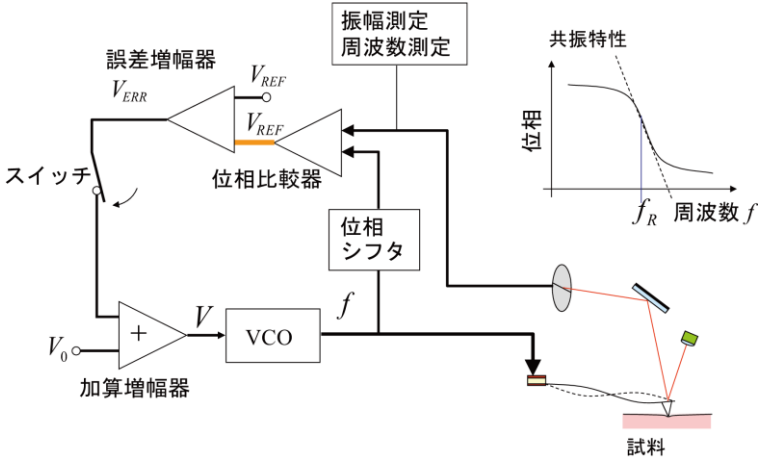 振幅測定
周波数測定
共振特性
誤差増幅器
V_REF
V_ERR
V_REF
位相
位相比較器
スイッチ
f_R
周波数 f
位相
シフタ
V
f
+
VCO
V_0
加算増幅器
試料